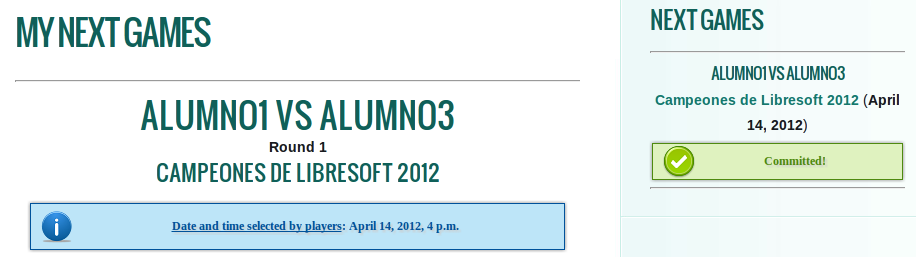 MY NEXT GAMES
ALUMNO1 VS ALUMNO3
Round 1
CAMPEONES DE LIBRESOFT 2012
Date and time selected by players: April 14, 2012, 4 p.m.
NEXT GAMES
ALUMNO1 VS ALUMNO3
Campeones de Libresoft 2012 (April
14, 2012)
Committed!